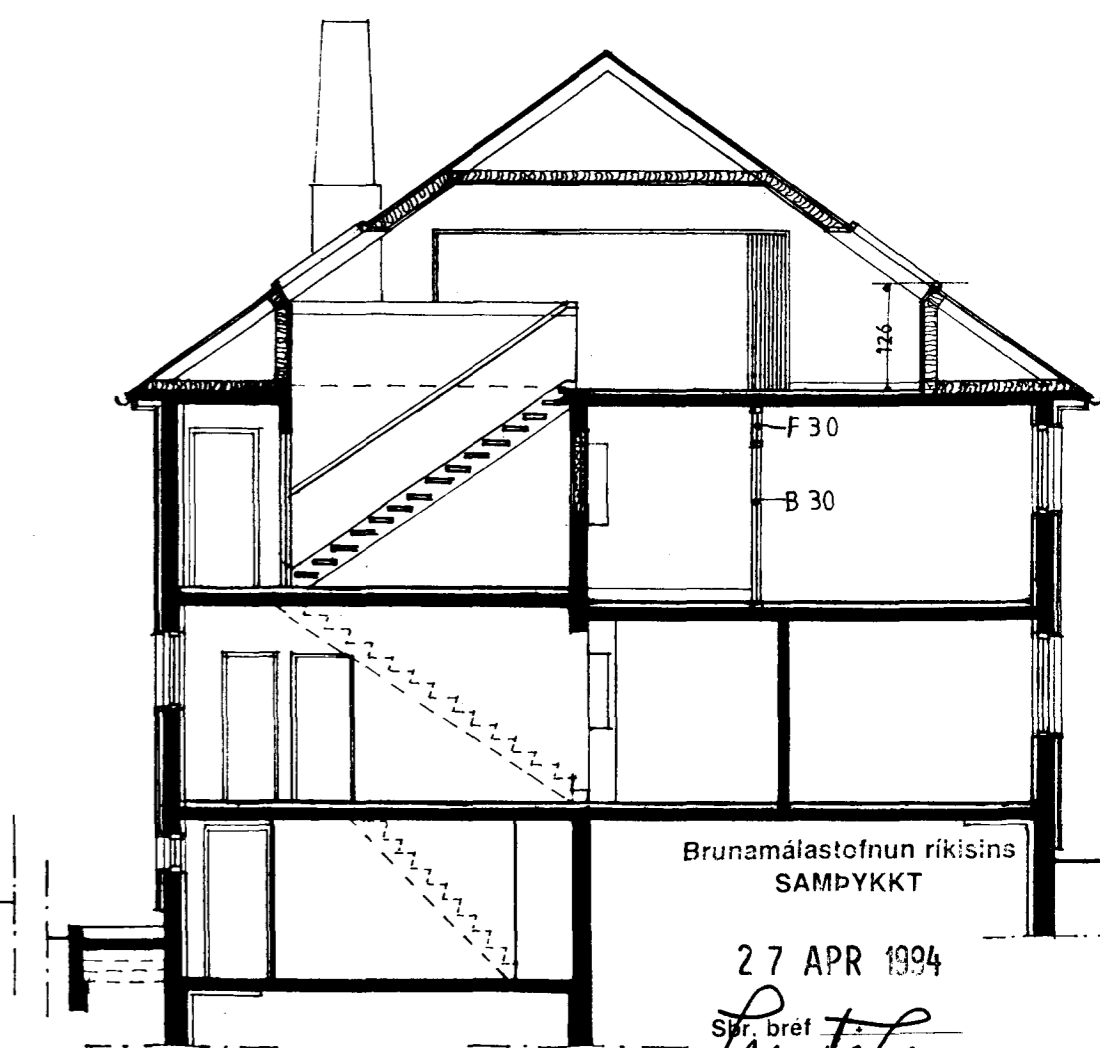 126
F 30
B 30
Brunamálastofnun ríkisins
SAMÞYKKT
27 APR 1994
Sbr. bréf